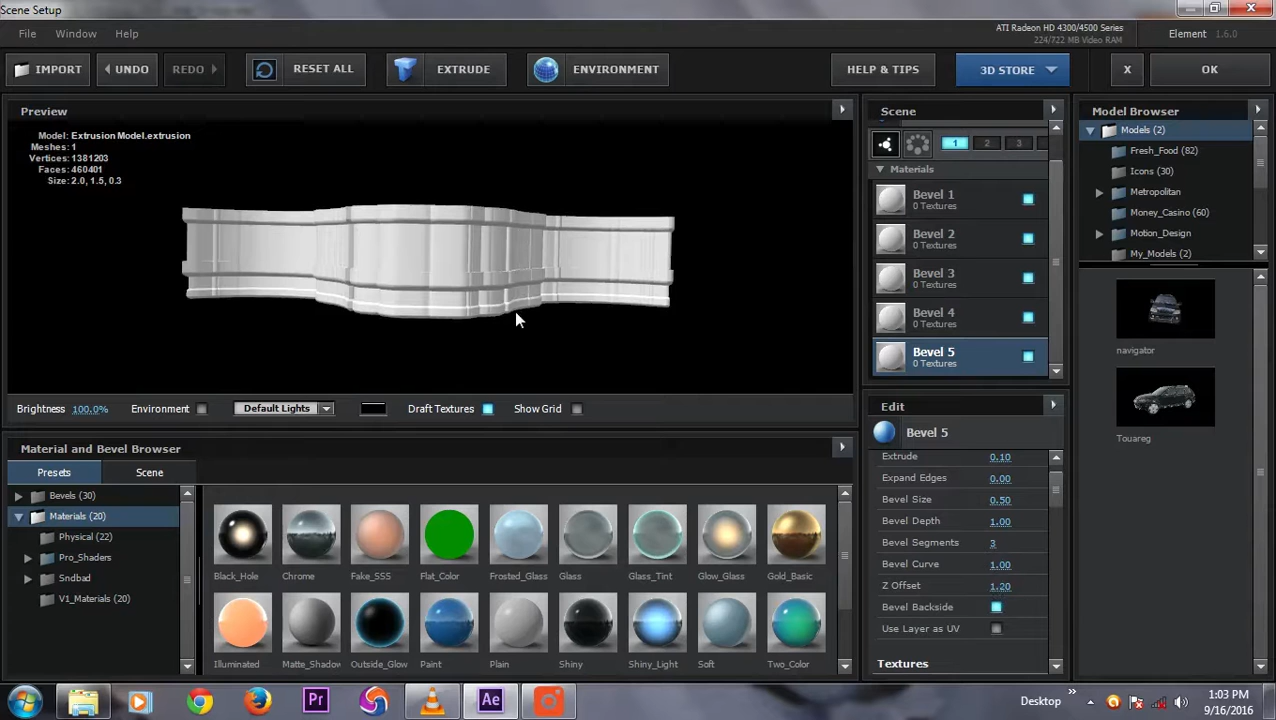 Scene Setup
File Window Help
ATI Radeon HD 4300/4500 Series
224/722 MB Video RAM
Element 1.6.0
IMPORT UNDO REDO RESET ALL EXTRUDE ENVIRONMENT HELP & TIPS 3D STORE X OK
Preview
Model: Extrusion Model.extrusion
Meshes: 1
Vertices: 1381203
Faces: 460401
Size: 2.0, 1.5, 0.3
Brightness 100.0% Environment Default Lights Draft Textures Show Grid
Scene
1 2 3
Materials
Bevel 1
0 Textures
Bevel 2
0 Textures
Bevel 3
0 Textures
Bevel 4
0 Textures
Bevel 5
0 Textures
Model Browser
Models (2)
Fresh_Food (82)
Icons (30)
Metropolitan
Money_Casino (60)
Motion_Design
My_Models (2)
navigator
Touareg
Edit
Bevel 5
Extrude 0.10
Expand Edges 0.00
Bevel Size 0.50
Bevel Depth 1.00
Bevel Segments 3
Bevel Curve 1.00
Z Offset 1.20
Bevel Backside
Use Layer as UV
Textures
Material and Bevel Browser
Presets Scene
Bevels (30)
Materials (20)
Physical (22)
Pro_Shaders
Sndbad
V1_Materials (20)
Black_Hole Chrome Fake_SSS Flat_Color Frosted_Glass Glass Glass_Tint Glow_Glass Gold_Basic
Illuminated Matte_Shadow Outside_Glow Paint Plain Shiny Shiny_Light Soft Two_Color
Pr Ae
Desktop
1:03 PM
9/16/2016